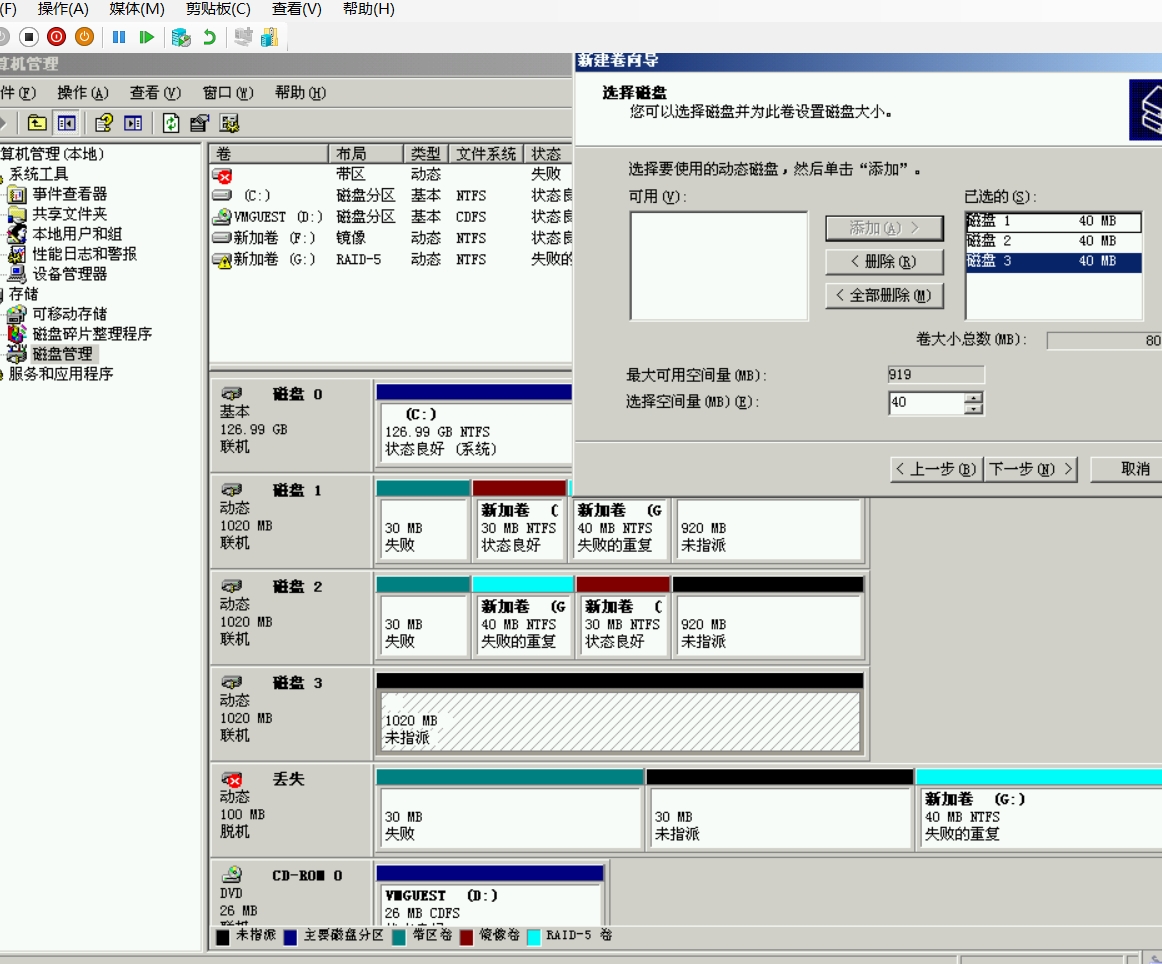 (F) 操作(A) 媒体(M) 剪贴板(C) 查看(V) 帮助(H)
算机管理
件(F) 操作(A) 查看(V) 窗口(W) 帮助(H)
算机管理(本地)
系统工具
事件查看器
共享文件夹
本地用户和组
性能日志和警报
设备管理器
存储
可移动存储
磁盘碎片整理程序
磁盘管理
服务和应用程序
卷 布局 类型 文件系统 状态
带区 动态 失败
(C:) 磁盘分区 基本 NTFS 状态良
VMGUEST (D:) 磁盘分区 基本 CDFS 状态良
新加卷 (F:) 镜像 动态 NTFS 状态良
新加卷 (G:) RAID-5 动态 NTFS 失败的
新建卷向导
选择磁盘
您可以选择磁盘并为此卷设置磁盘大小。
选择要使用的动态磁盘，然后单击“添加”。
可用(V):
已选的(S):
添加(A) >
< 删除(R)
< 全部删除(M)
磁盘 1 40 MB
磁盘 2 40 MB
磁盘 3 40 MB
卷大小总数(MB): 80
最大可用空间量(MB): 919
选择空间量(MB)(E): 40
< 上一步(B) 下一步(N) > 取消
磁盘 0
基本
126.99 GB
联机
(C:)
126.99 GB NTFS
状态良好 (系统)
磁盘 1
动态
1020 MB
联机
30 MB
失败
新加卷 (
30 MB NTFS
状态良好
新加卷 (G
40 MB NTFS
失败的重复
920 MB
未指派
磁盘 2
动态
1020 MB
联机
30 MB
失败
新加卷 (G
40 MB NTFS
失败的重复
新加卷 (
30 MB NTFS
状态良好
920 MB
未指派
磁盘 3
动态
1020 MB
联机
1020 MB
未指派
丢失
动态
100 MB
脱机
30 MB
失败
30 MB
未指派
新加卷 (G:)
40 MB NTFS
失败的重复
CD-ROM 0
DVD
26 MB
VMGUEST (D:)
26 MB CDFS
未指派 主要磁盘分区 带区卷 镜像卷 RAID-5 卷